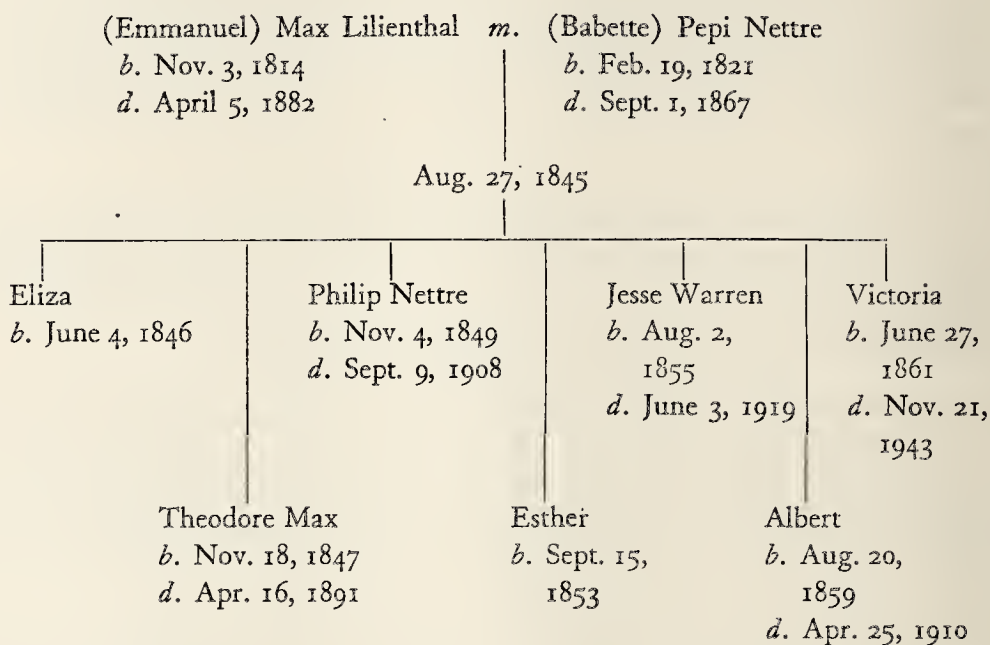 (Emmanuel) Max Lilienthal m. (Babette) Pepi Nettre
b. Nov. 3, 1814 b. Feb. 19, 1821
d. April 5, 1882 d. Sept. 1, 1867
Aug. 27, 1845
Eliza
b. June 4, 1846
Philip Nettre
b. Nov. 4, 1849
d. Sept. 9, 1908
Jesse Warren
b. Aug. 2,
1855
d. June 3, 1919
Victoria
b. June 27,
1861
d. Nov. 21,
1943
Theodore Max
b. Nov. 18, 1847
d. Apr. 16, 1891
Esther
b. Sept. 15,
1853
Albert
b. Aug. 20,
1859
d. Apr. 25, 1910